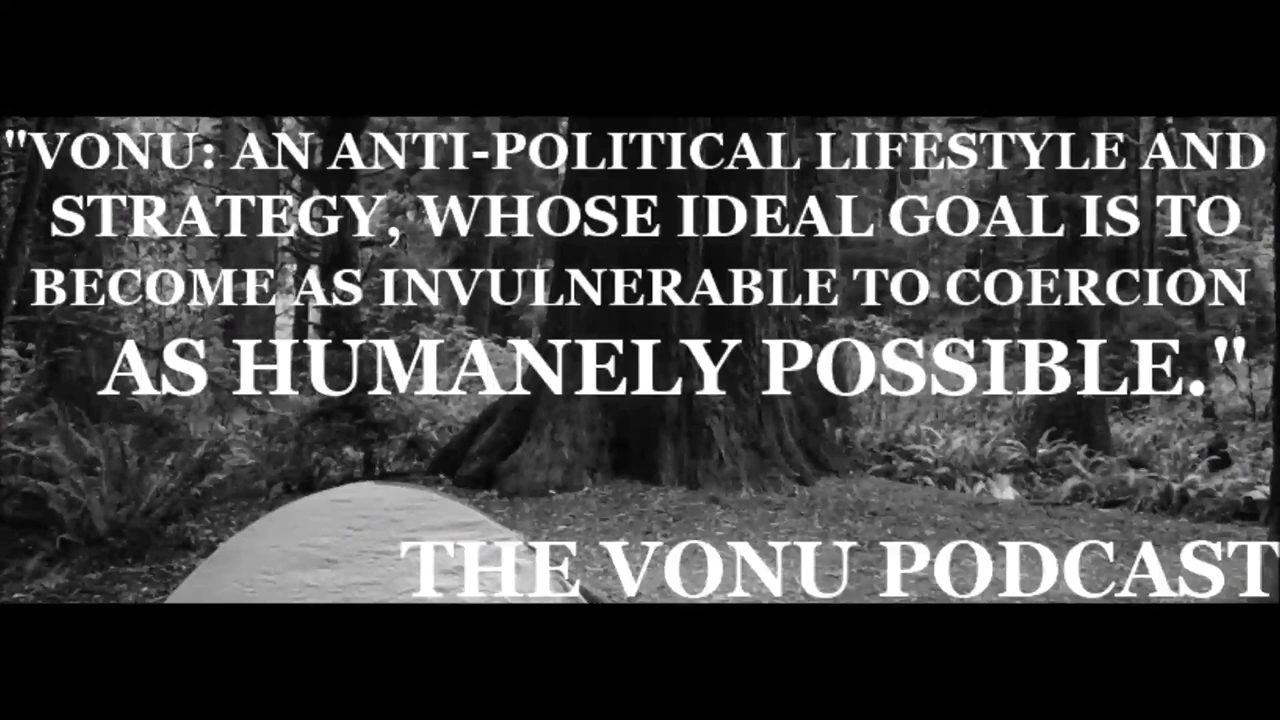 "VONU: AN ANTI-POLITICAL LIFESTYLE AND
STRATEGY, WHOSE IDEAL GOAL IS TO
BECOME AS INVULNERABLE TO COERCION
AS HUMANELY POSSIBLE."
THE VONU PODCAST